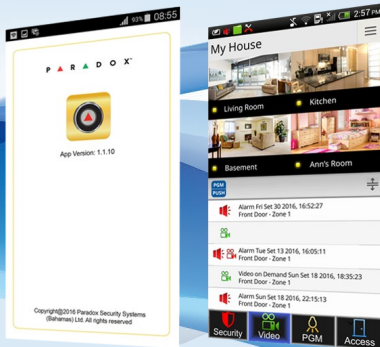 93% 08:55
PARADOX™
App Version: 1.1.10
Copyright@2016 Paradox Security Systems
(Bahamas) Ltd. All rights reserved
2:57 PM
My House
Living Room
Kitchen
Basement
Ann's Room
PGM
PUSH
Alarm Fri Set 30 2016, 16:52:27
Front Door - Zone 1
Alarm Tue Set 13 2016, 16:05:11
Front Door - Zone 1
Video on Demand Sun Set 18 2016, 18:35:23
Front Door - Zone 1
Alarm Sun Set 18 2016, 22:15:13
Front Door - Zone 1
Security
Video
PGM
Access